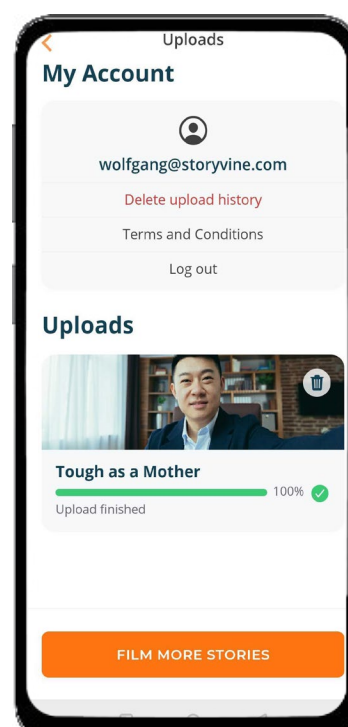 Uploads
My Account
wolfgang@storyvine.com
Delete upload history
Terms and Conditions
Log out
Uploads
Tough as a Mother
100%
Upload finished
FILM MORE STORIES